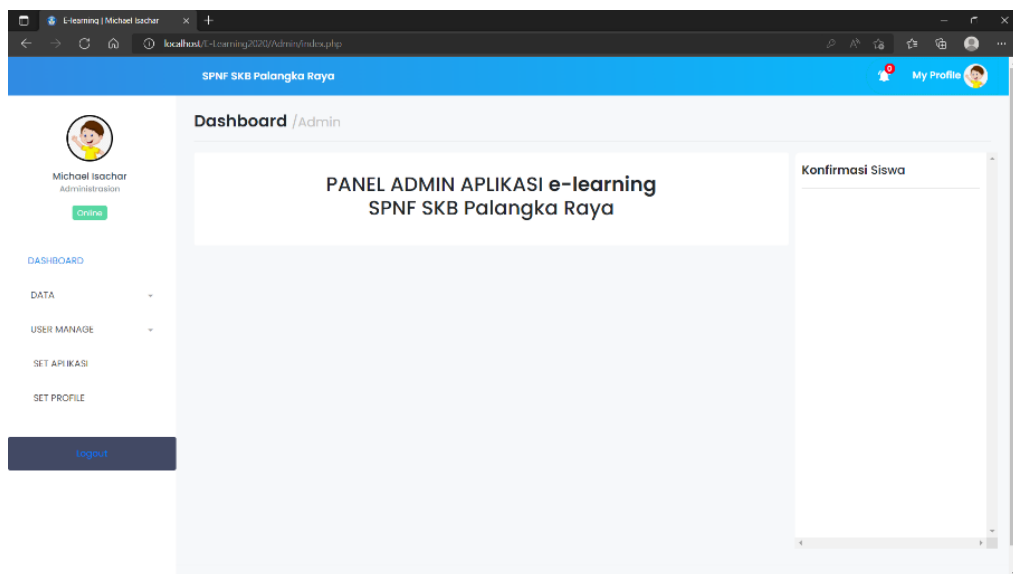 E-learning | Michael Isachar
localhost/E-Learning2020/Admin/index.php
SPNF SKB Palangka Raya
0
My Profile
Michael Isachar
Administrasion
Online
DASHBOARD
DATA
USER MANAGE
SET APLIKASI
SET PROFILE
Logout
Dashboard /Admin
PANEL ADMIN APLIKASI e-learning
SPNF SKB Palangka Raya
Konfirmasi Siswa